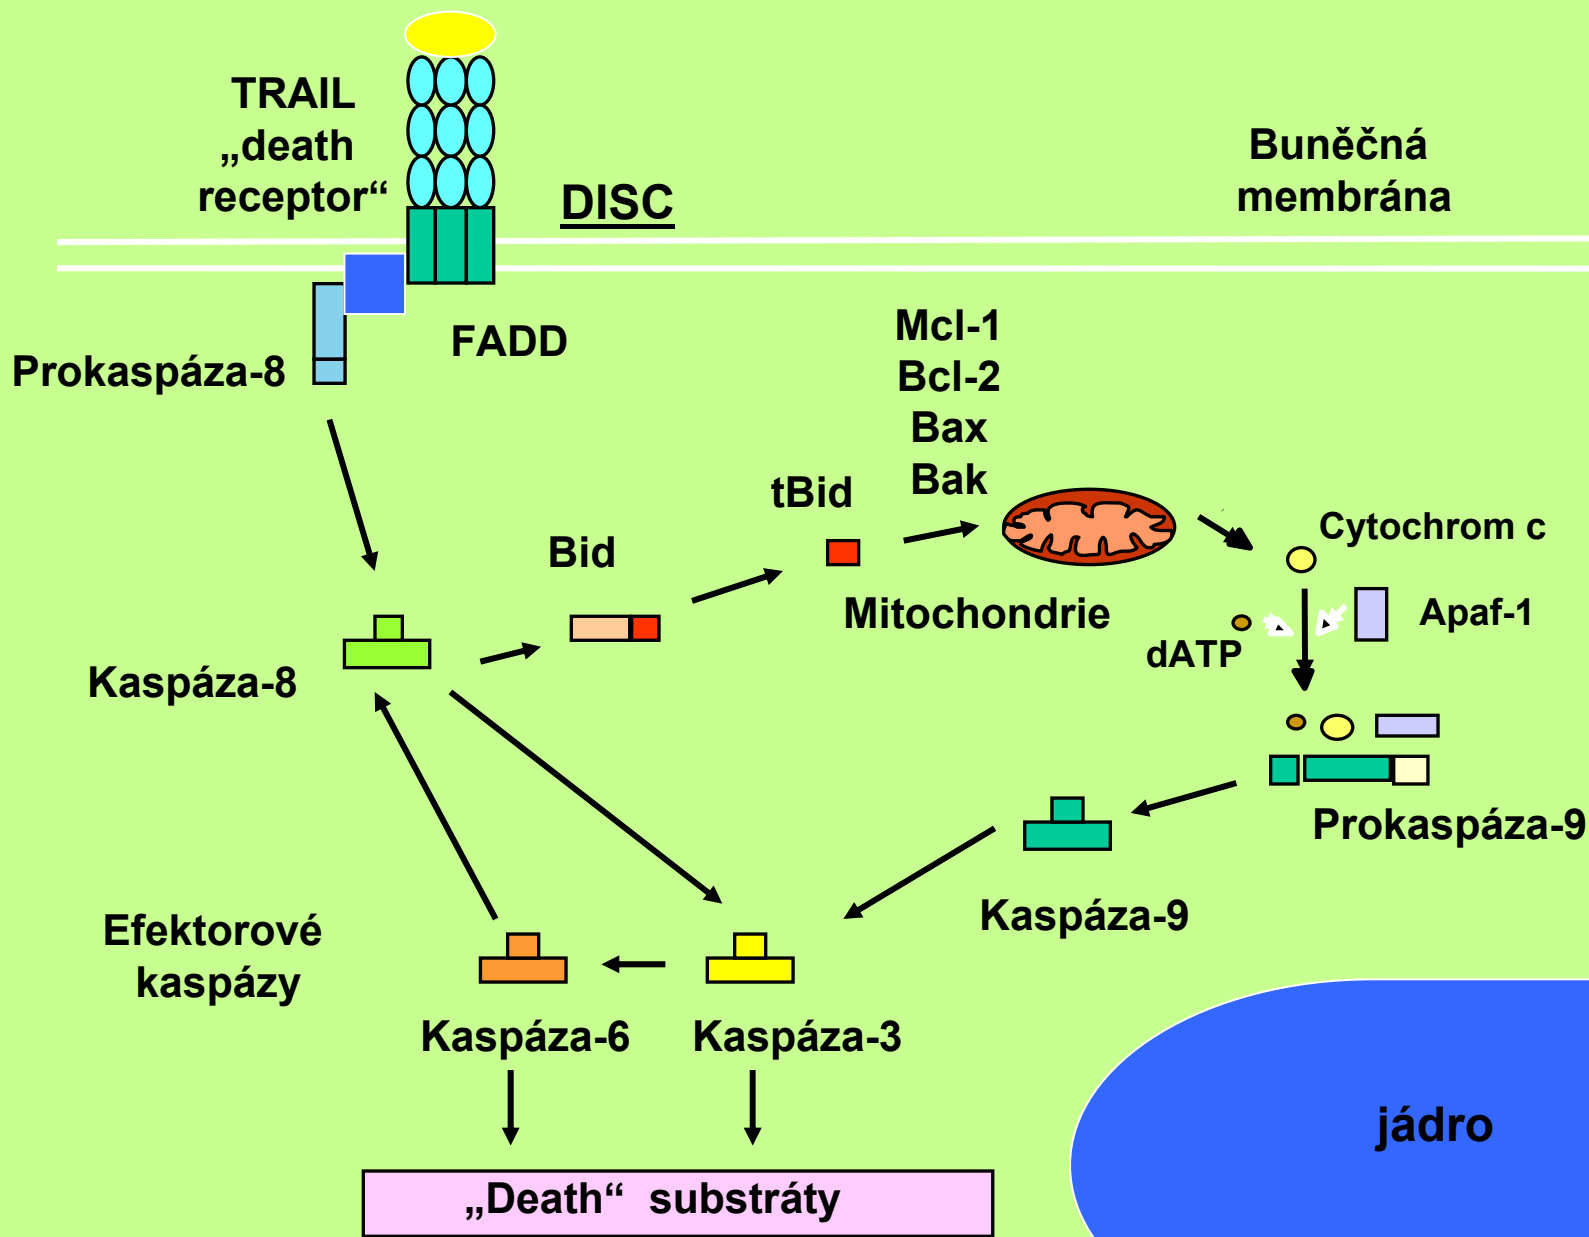 TRAIL
„death
receptor“
DISC
Buněčná
membrána
FADD
Prokaspáza-8
Mcl-1
Bcl-2
Bax
Bak
tBid
Bid
Cytochrom c
Mitochondrie
Apaf-1
dATP
Kaspáza-8
Prokaspáza-9
Kaspáza-9
Efektorové
kaspázy
Kaspáza-6
Kaspáza-3
jádro
„Death“ substráty